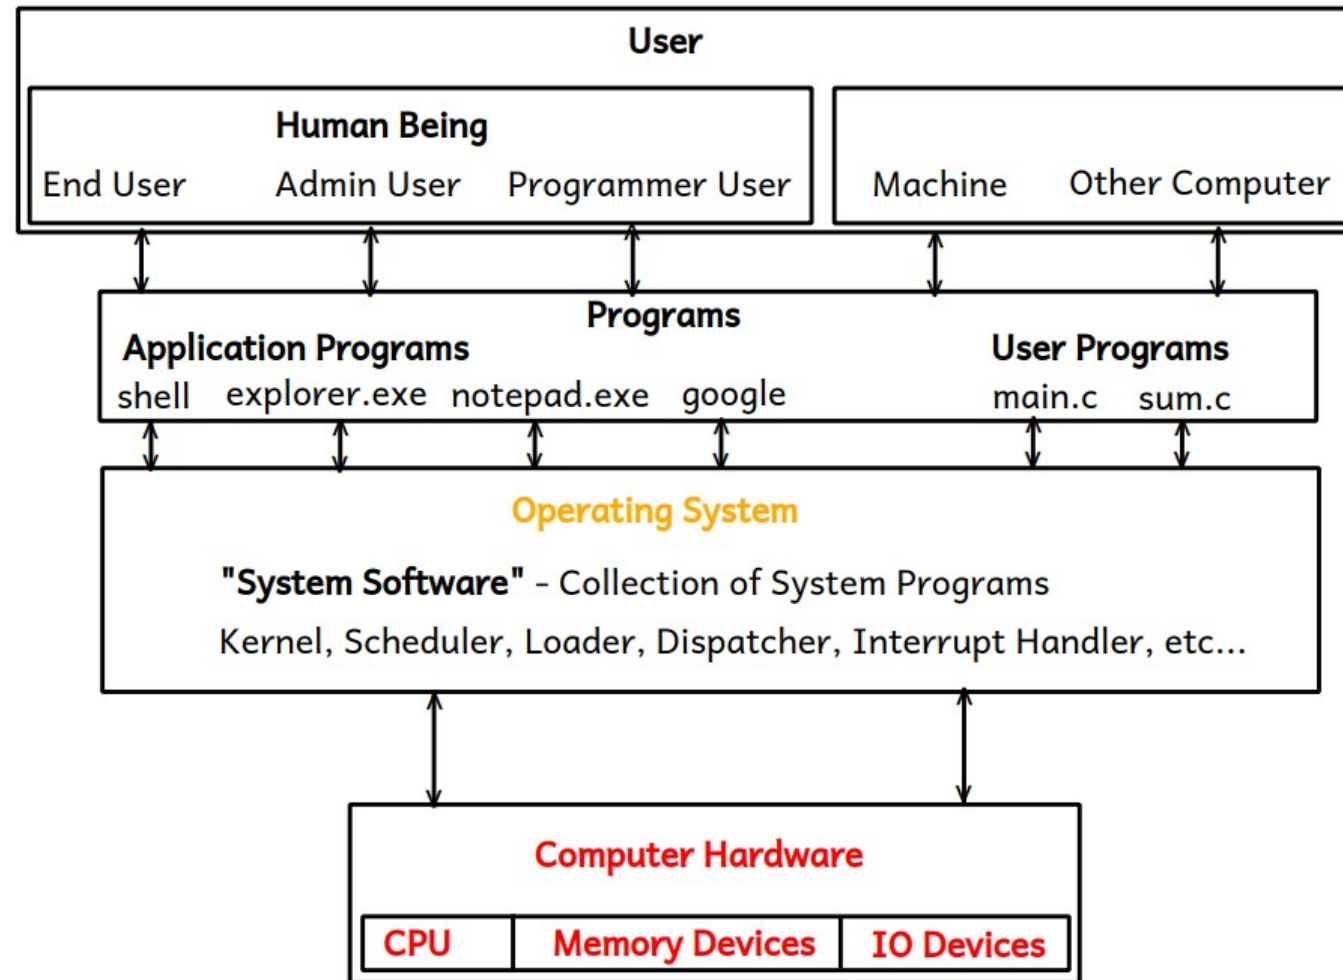 User
Human Being
End User Admin User Programmer User
Machine Other Computer
Programs
Application Programs User Programs
shell explorer.exe notepad.exe google main.c sum.c
Operating System
"System Software" - Collection of System Programs
Kernel, Scheduler, Loader, Dispatcher, Interrupt Handler, etc...
Computer Hardware
CPU Memory Devices IO Devices